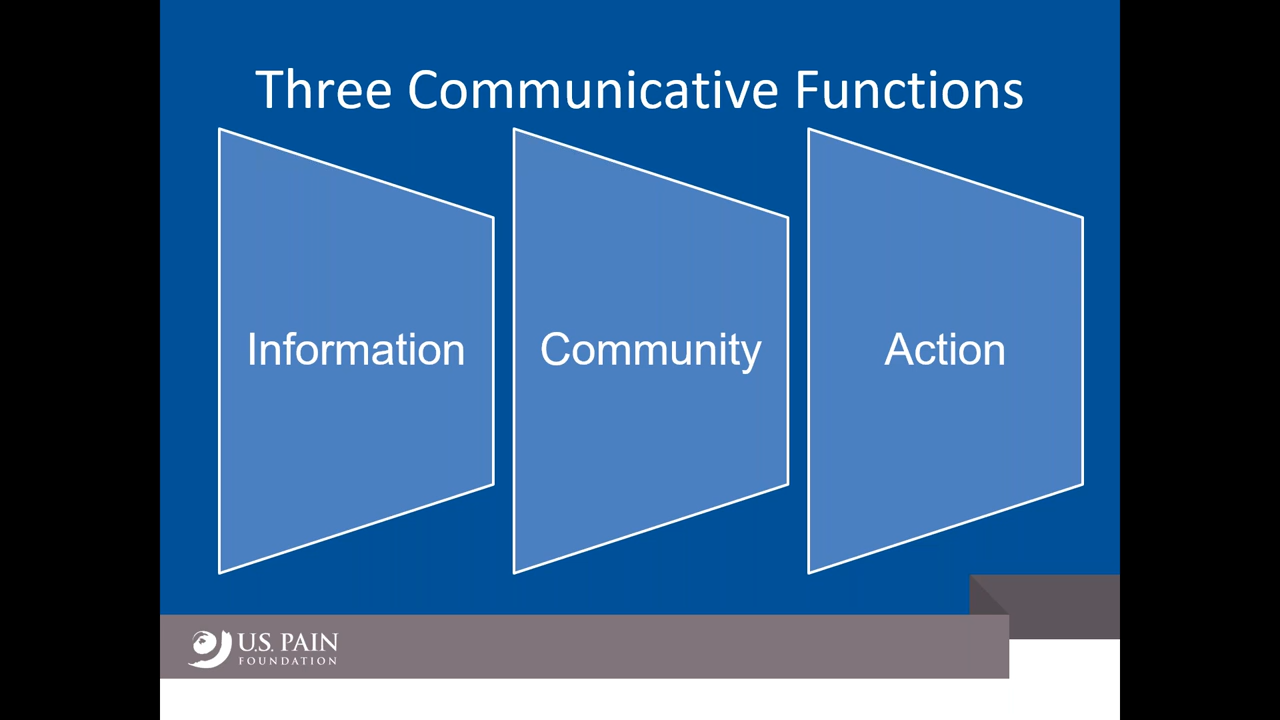 Three Communicative Functions
Information
Community
Action
U.S. PAIN
FOUNDATION